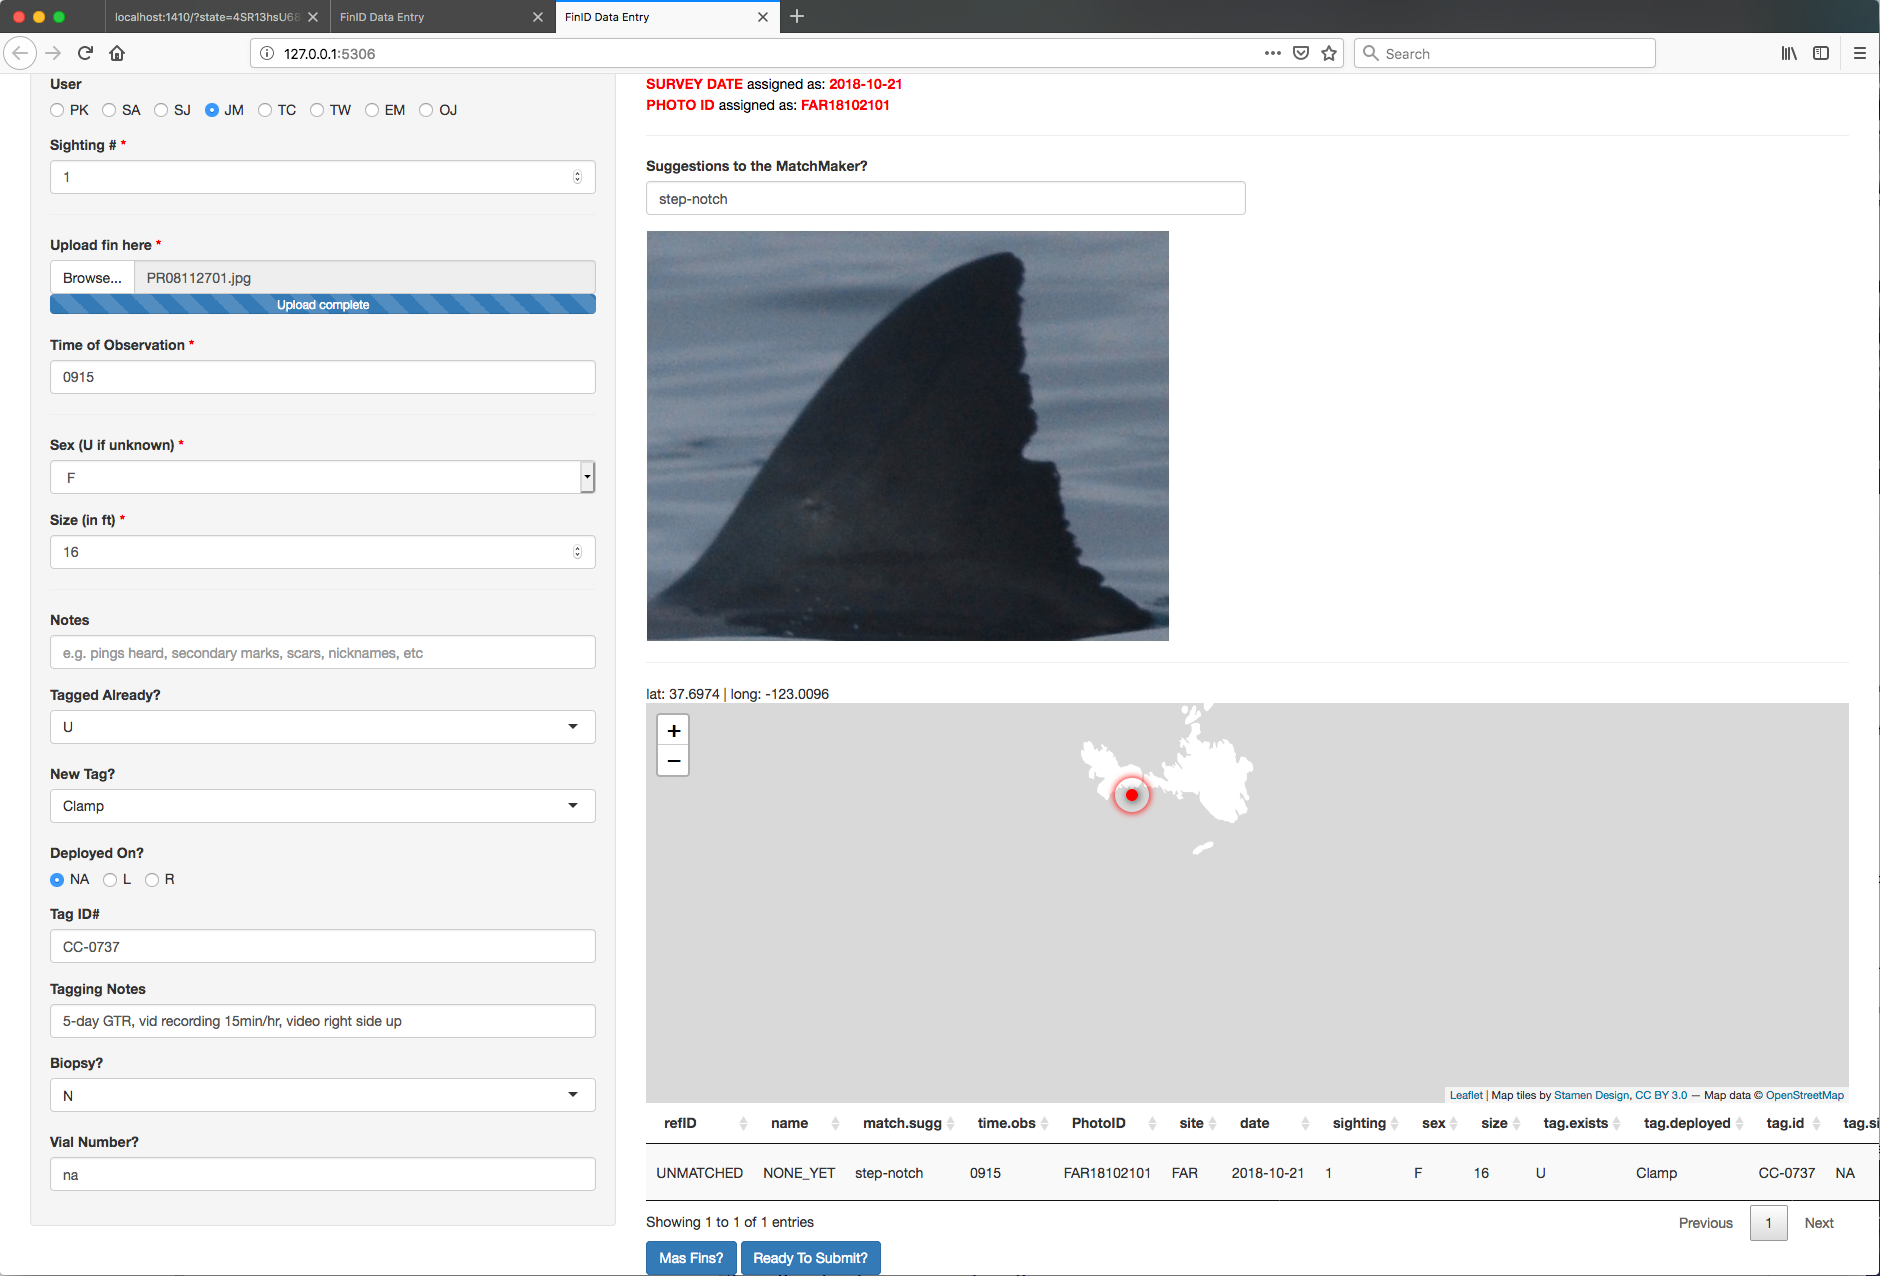 localhost:1410/?state=4SR13hsU68
FinID Data Entry
FinID Data Entry
127.0.0.1:5306
Search
User
PK SA SJ JM TC TW EM OJ
Sighting # *
1
Upload fin here *
Browse... PR08112701.jpg
Upload complete
Time of Observation *
0915
Sex (U if unknown) *
F
Size (in ft) *
16
Notes
e.g. pings heard, secondary marks, scars, nicknames, etc
Tagged Already?
U
New Tag?
Clamp
Deployed On?
NA L R
Tag ID#
CC-0737
Tagging Notes
5-day GTR, vid recording 15min/hr, video right side up
Biopsy?
N
Vial Number?
na
SURVEY DATE assigned as: 2018-10-21
PHOTO ID assigned as: FAR18102101
Suggestions to the MatchMaker?
step-notch
lat: 37.6974 | long: -123.0096
+
−
Leaflet | Map tiles by Stamen Design, CC BY 3.0 — Map data © OpenStreetMap
refID name match.sugg time.obs PhotoID site date sighting sex size tag.exists tag.deployed tag.id tag.si
UNMATCHED NONE_YET step-notch 0915 FAR18102101 FAR 2018-10-21 1 F 16 U Clamp CC-0737 NA
Showing 1 to 1 of 1 entries
Previous 1 Next
Mas Fins? Ready To Submit?